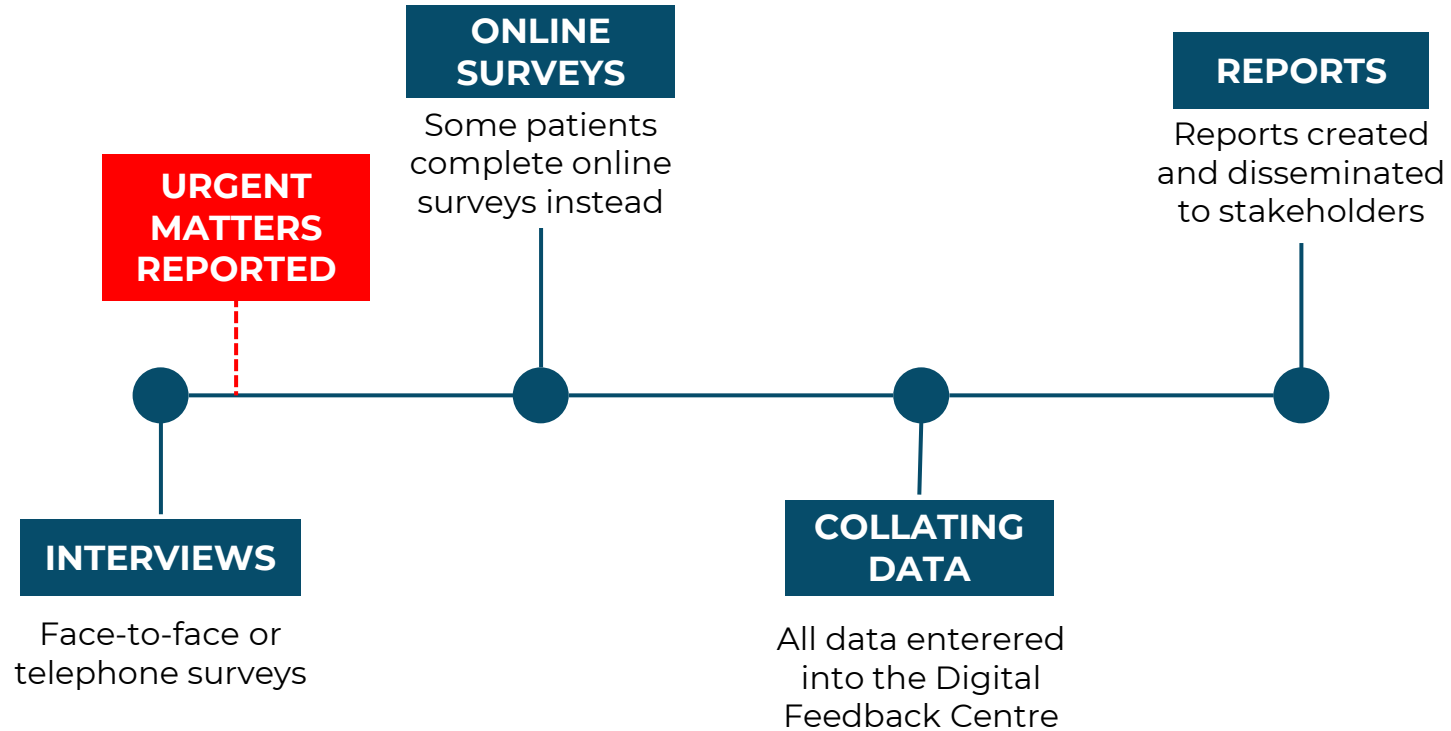 INTERVIEWS
Face-to-face or
telephone surveys
URGENT
MATTERS
REPORTED
ONLINE
SURVEYS
Some patients
complete online
surveys instead
COLLATING
DATA
All data enterered
into the Digital
Feedback Centre
REPORTS
Reports created
and disseminated
to stakeholders